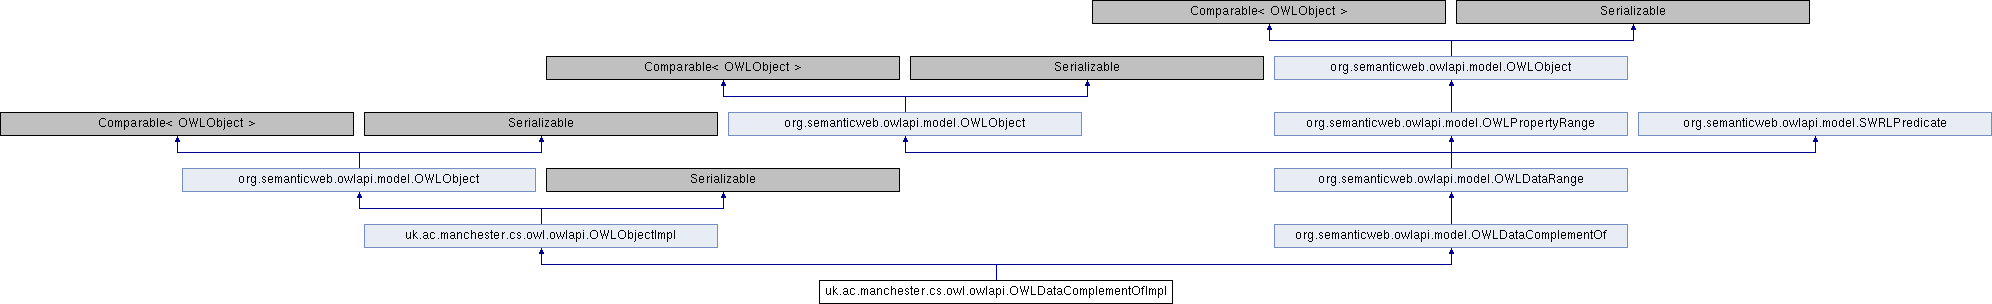 Comparable< OWLObject >
Serializable
Comparable< OWLObject >
Serializable
org.semanticweb.owlapi.model.OWLObject
Comparable< OWLObject >
Serializable
org.semanticweb.owlapi.model.OWLObject
org.semanticweb.owlapi.model.OWLPropertyRange
org.semanticweb.owlapi.model.SWRLPredicate
org.semanticweb.owlapi.model.OWLObject
Serializable
org.semanticweb.owlapi.model.OWLDataRange
uk.ac.manchester.cs.owl.owlapi.OWLObjectImpl
org.semanticweb.owlapi.model.OWLDataComplementOf
uk.ac.manchester.cs.owl.owlapi.OWLDataComplementOfImpl